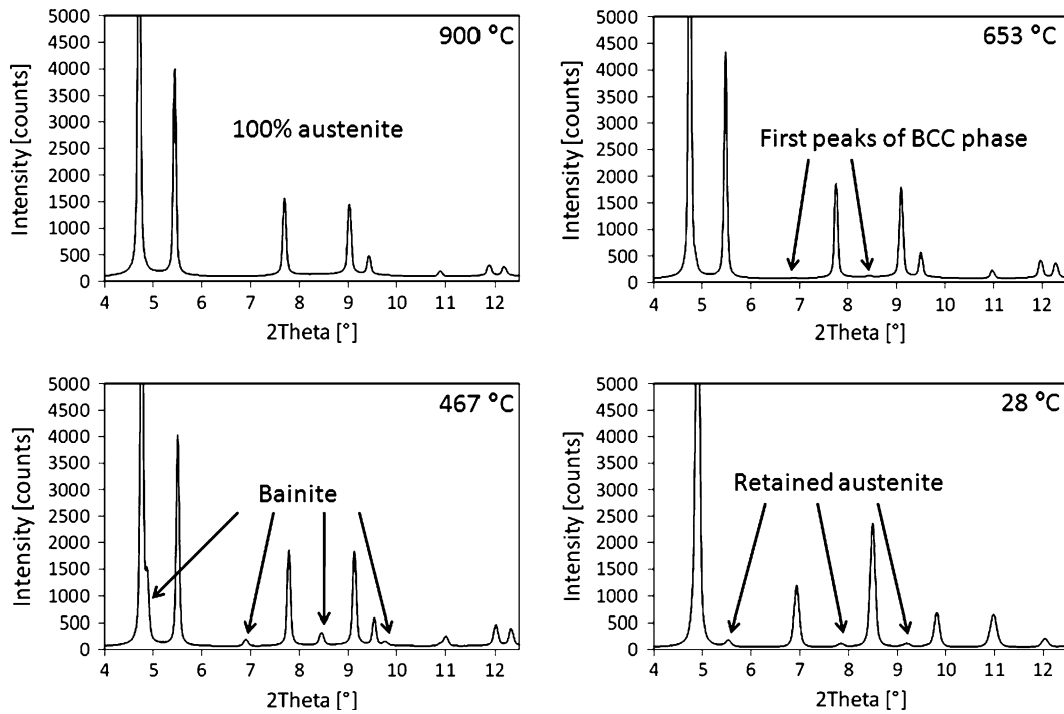 900 °C
5000
4500
4000
3500
3000
2500
2000
1500
1000
500
0
Intensity [counts]
100% austenite
4 5 6 7 8 9 10 11 12
2Theta [°]
653 °C
5000
4500
4000
3500
3000
2500
2000
1500
1000
500
0
Intensity [counts]
First peaks of BCC phase
4 5 6 7 8 9 10 11 12
2Theta [°]
467 °C
5000
4500
4000
3500
3000
2500
2000
1500
1000
500
0
Intensity [counts]
Bainite
4 5 6 7 8 9 10 11 12
2Theta [°]
28 °C
5000
4500
4000
3500
3000
2500
2000
1500
1000
500
0
Intensity [counts]
Retained austenite
4 5 6 7 8 9 10 11 12
2Theta [°]